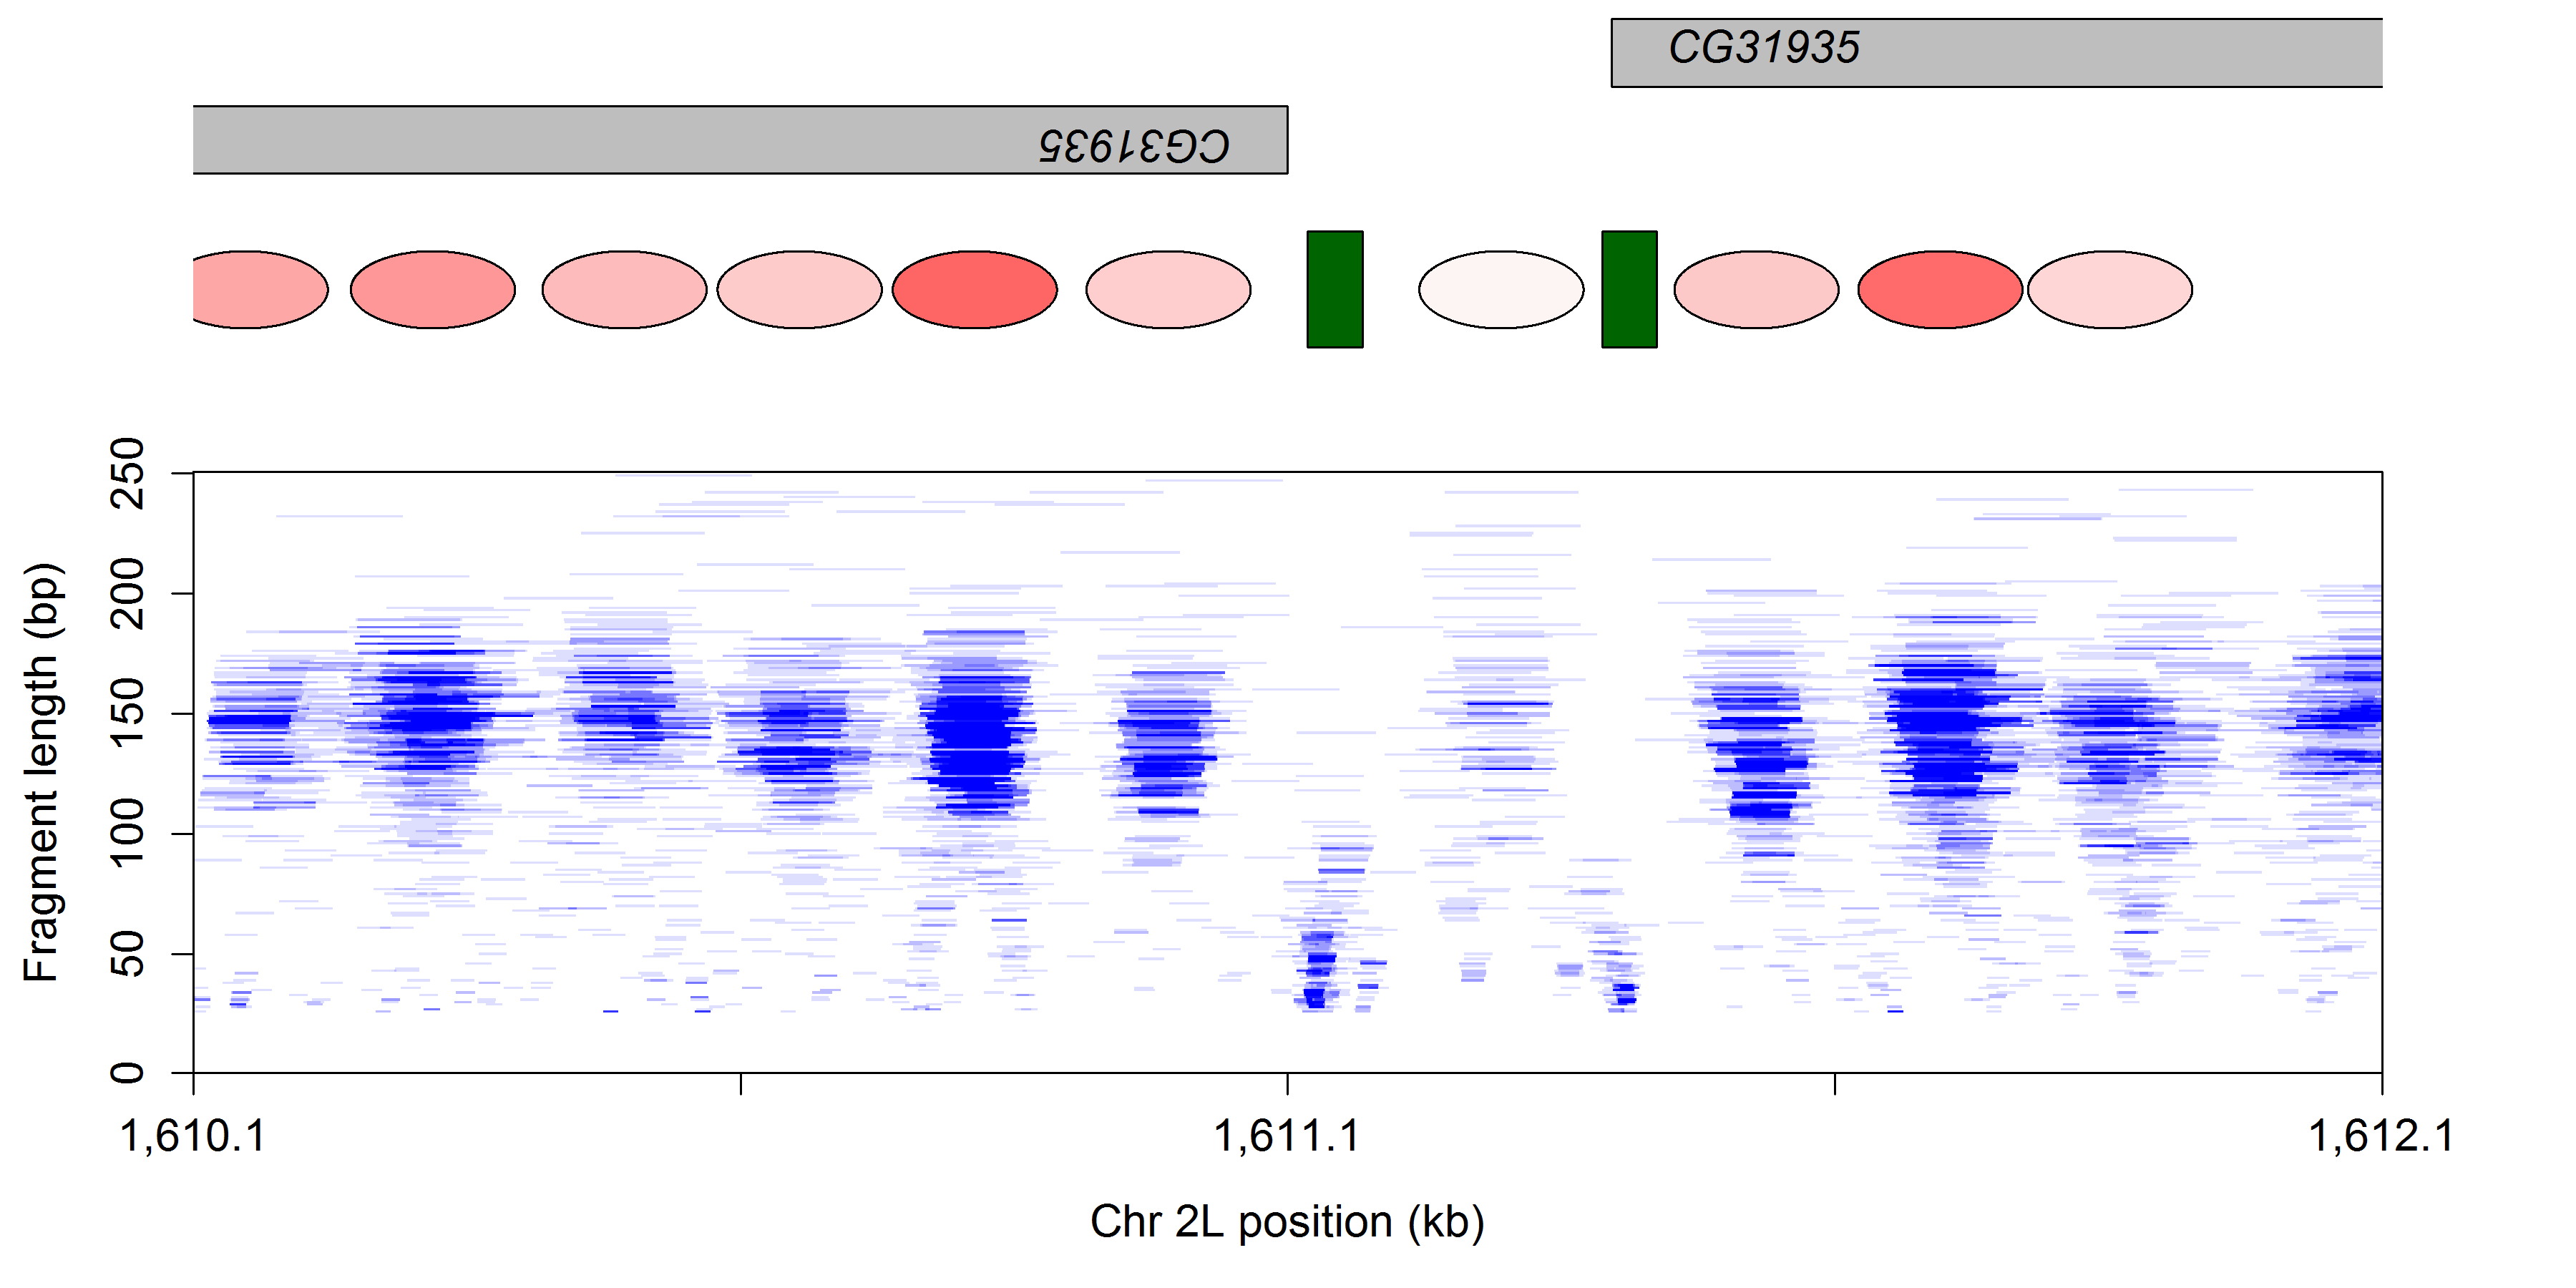 CG31935
CG31935
250
200
150
100
50
0
Fragment length (bp)
1,610.1
1,611.1
1,612.1
Chr 2L position (kb)